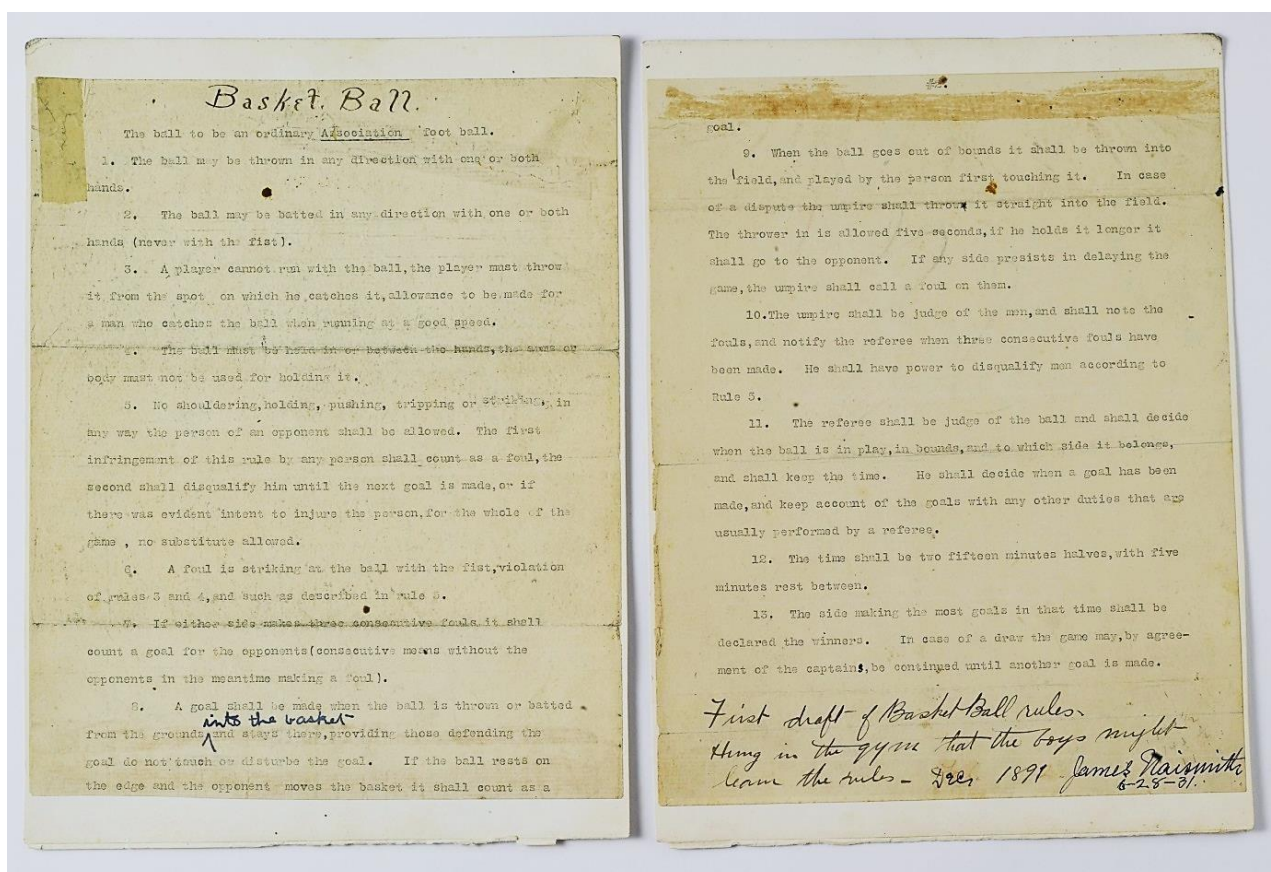 Basket Ball.
The ball to be an ordinary Association foot ball.
1. The ball may be thrown in any direction with one or both
hands.
2. The ball may be batted in any direction with one or both
hands (never with the fist).
3. A player cannot run with the ball, the player must throw
it from the spot on which he catches it, allowance to be made for
a man who catches the ball when running at a good speed.
4. The ball must be held in or between the hands, the arms or
body must not be used for holding it.
5. No shouldering, holding, pushing, tripping or striking, in
any way the person of an opponent shall be allowed. The first
infringement of this rule by any person shall count as a foul, the
second shall disqualify him until the next goal is made, or if
there was evident intent to injure the person, for the whole of the
game , no substitute allowed.
6. A foul is striking at the ball with the fist, violation
of rules 3 and 4, and such as described in rule 5.
7. If either side makes three consecutive fouls it shall
count a goal for the opponents (consecutive means without the
opponents in the meantime making a foul).
8. A goal shall be made when the ball is thrown or batted
into the basket
from the grounds and stays there, providing those defending the
goal do not touch or disturbe the goal. If the ball rests on
the edge and the opponent moves the basket it shall count as a
goal.
9. When the ball goes out of bounds it shall be thrown into
the field, and played by the person first touching it. In case
of a dispute the umpire shall throw it straight into the field.
The thrower in is allowed five seconds, if he holds it longer it
shall go to the opponent. If any side presists in delaying the
game, the umpire shall call a foul on them.
10. The umpire shall be judge of the men, and shall note the
fouls, and notify the referee when three consecutive fouls have
been made. He shall have power to disqualify men according to
Rule 5.
11. The referee shall be judge of the ball and shall decide
when the ball is in play, in bounds, and to which side it belongs,
and shall keep the time. He shall decide when a goal has been
made, and keep account of the goals with any other duties that are
usually performed by a referee.
12. The time shall be two fifteen minutes halves, with five
minutes rest between.
13. The side making the most goals in that time shall be
declared the winners. In case of a draw the game may, by agree-
ment of the captains, be continued until another goal is made.
First draft of Basket Ball rules.
Hung in the gym that the boys might
learn the rules - Dec, 1891 James Naismith
6-28-31.